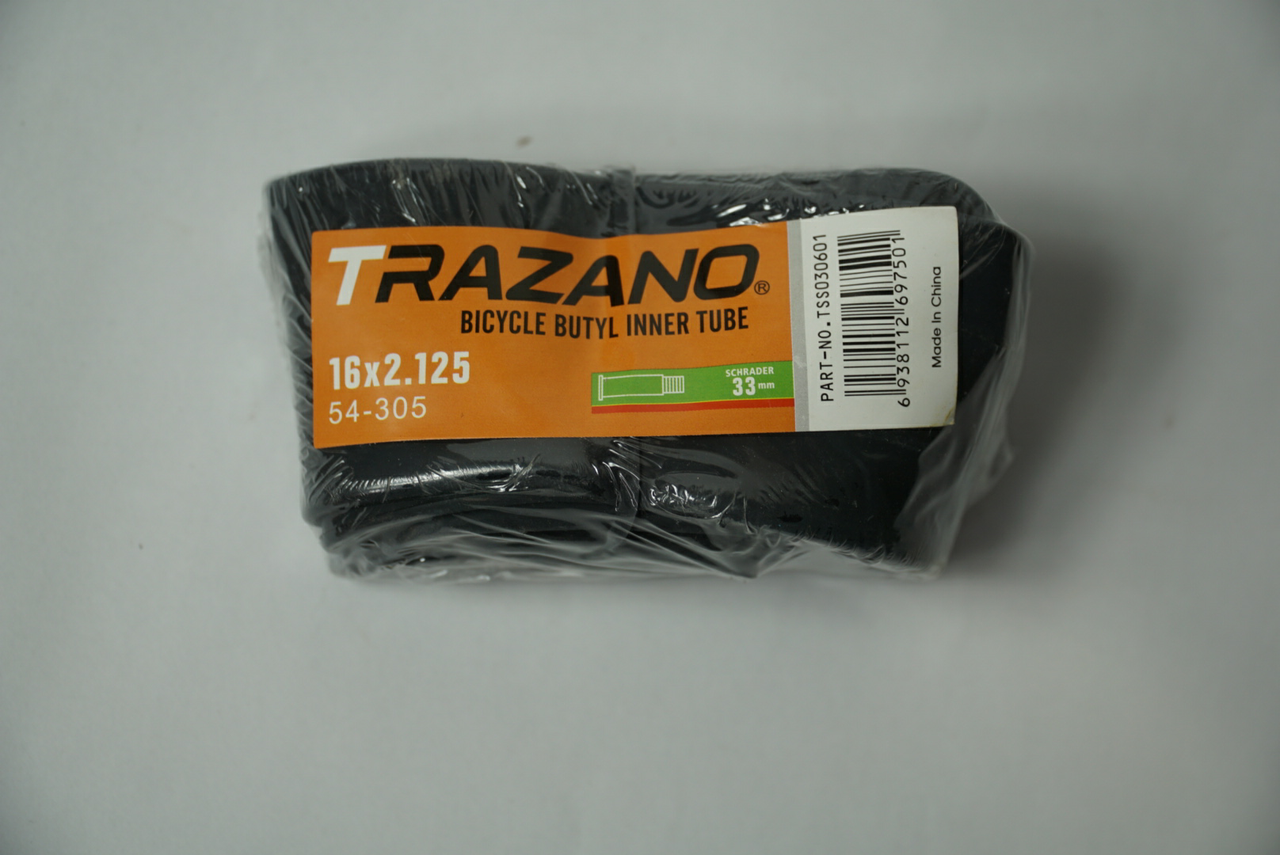 TRAZANO®
BICYCLE BUTYL INNER TUBE
16x2.125
54-305
SCHRADER
33mm
PART-NO.TSS030601
6938112697501
Made In China